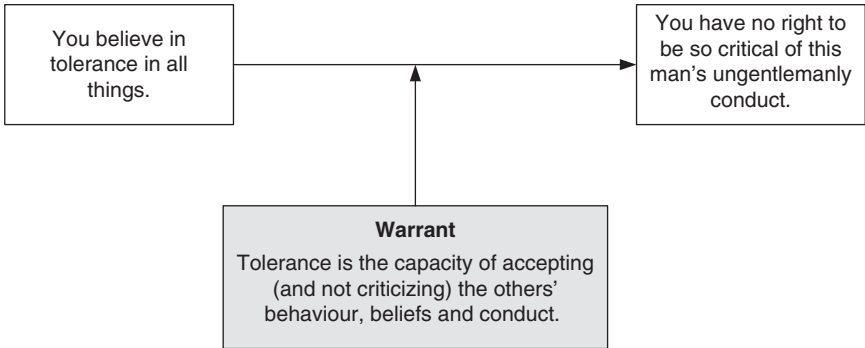 You believe in
tolerance in all
things.
You have no right to
be so critical of this
man's ungentlemanly
conduct.
Warrant
Tolerance is the capacity of accepting
(and not criticizing) the others'
behaviour, beliefs and conduct.